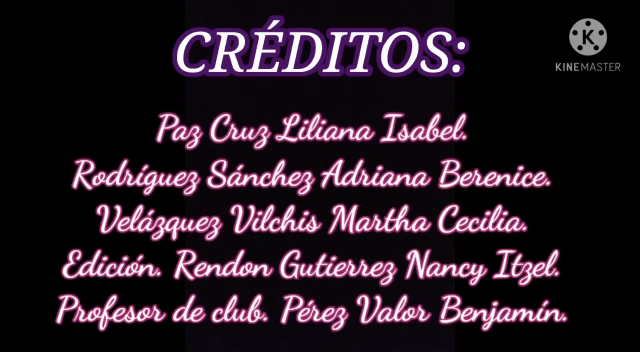 CRÉDITOS:
KINEMASTER
Paz Cruz Liliana Isabel.
Rodríguez Sánchez Adriana Berenice.
Velázquez Vilchis Martha Cecilia.
Edición. Rendon Gutierrez Nancy Itzel.
Profesor de club. Pérez Valor Benjamín.